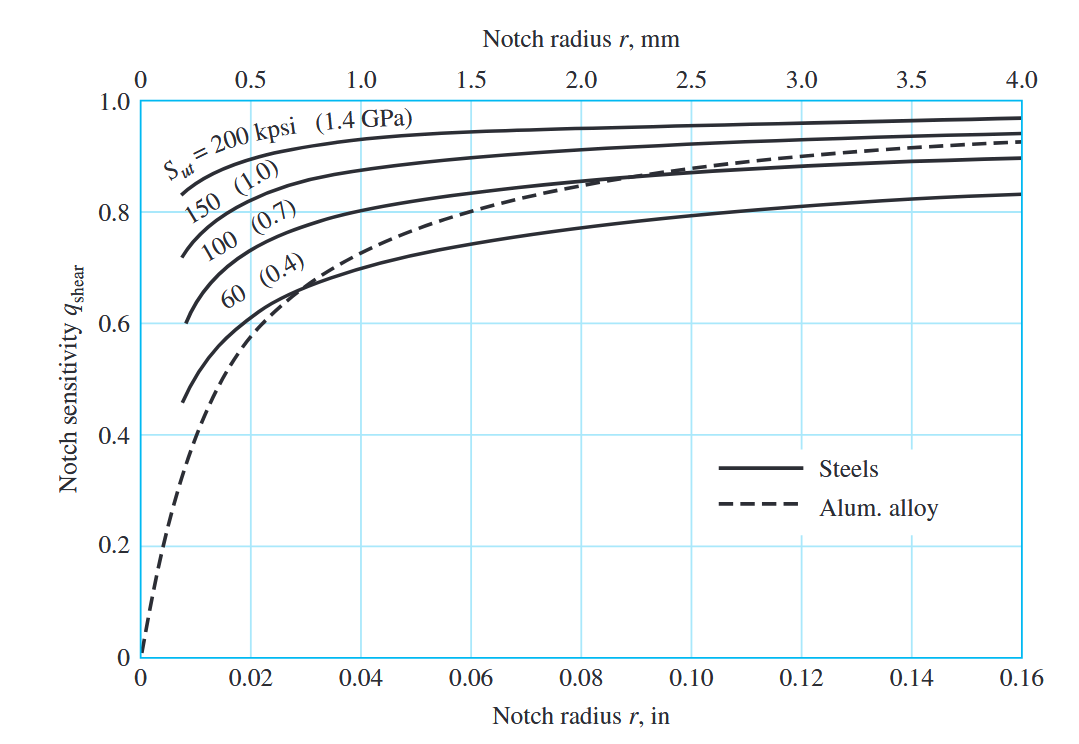 Notch radius r, mm
0 0.5 1.0 1.5 2.0 2.5 3.0 3.5 4.0
1.0
0.8
0.6
0.4
0.2
0
Notch sensitivity qshear
Sut = 200 kpsi (1.4 GPa)
150 (1.0)
100 (0.7)
60 (0.4)
Steels
Alum. alloy
0 0.02 0.04 0.06 0.08 0.10 0.12 0.14 0.16
Notch radius r, in